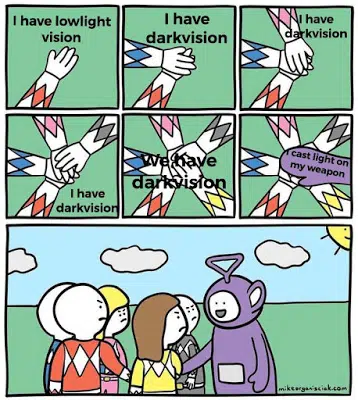 I have lowlight
vision
I have
darkvision
I have
darkvision
I have
darkvision
We have
darkvision
I cast light on
my weapon
mikeorganisciak.com